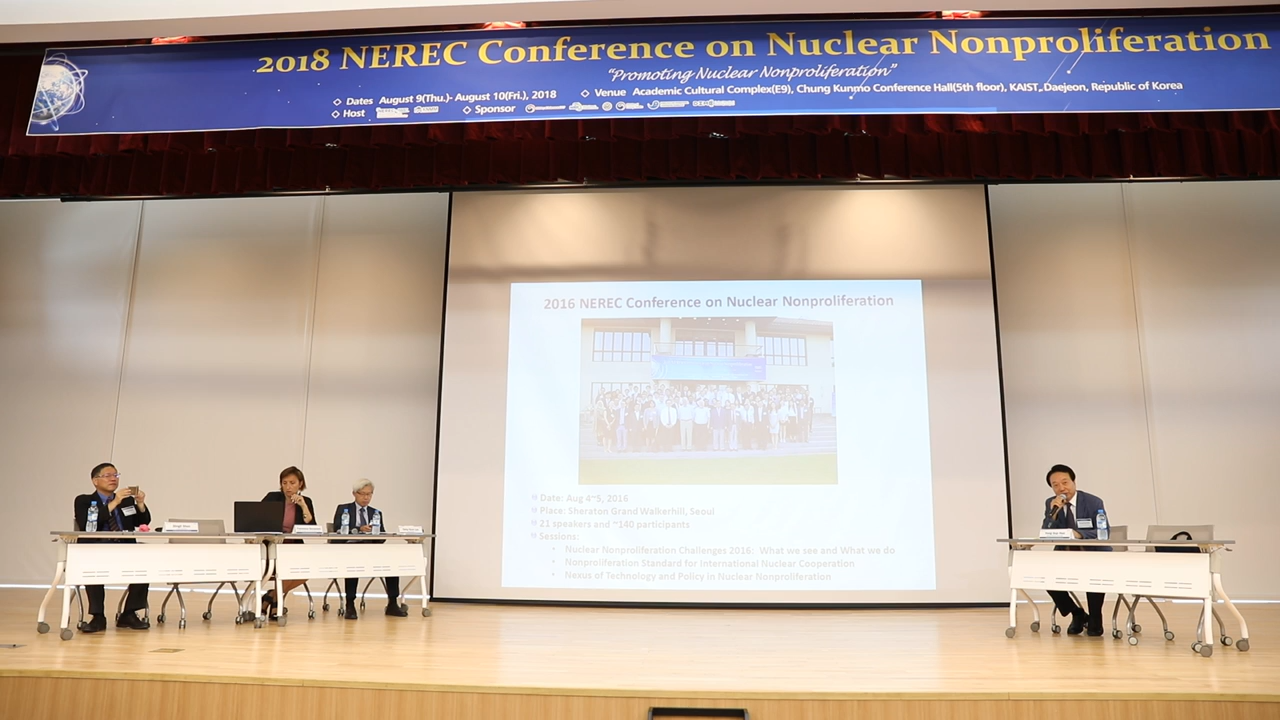 2018 NEREC Conference on Nuclear Nonproliferation
“Promoting Nuclear Nonproliferation”
◇ Dates August 9(Thu.)- August 10(Fri.), 2018
◇ Venue Academic Cultural Complex(E9), Chung Kunmo Conference Hall(5th floor), KAIST, Daejeon, Republic of Korea
◇ Host
◇ Sponsor
2016 NEREC Conference on Nuclear Nonproliferation
Date: Aug 4~5, 2016
Place: Sheraton Grand Walkerhill, Seoul
21 speakers and ~140 participants
Sessions:
• Nuclear Nonproliferation Challenges 2016: What we see and What we do
• Nonproliferation Standard for International Nuclear Cooperation
• Nexus of Technology and Policy in Nuclear Nonproliferation